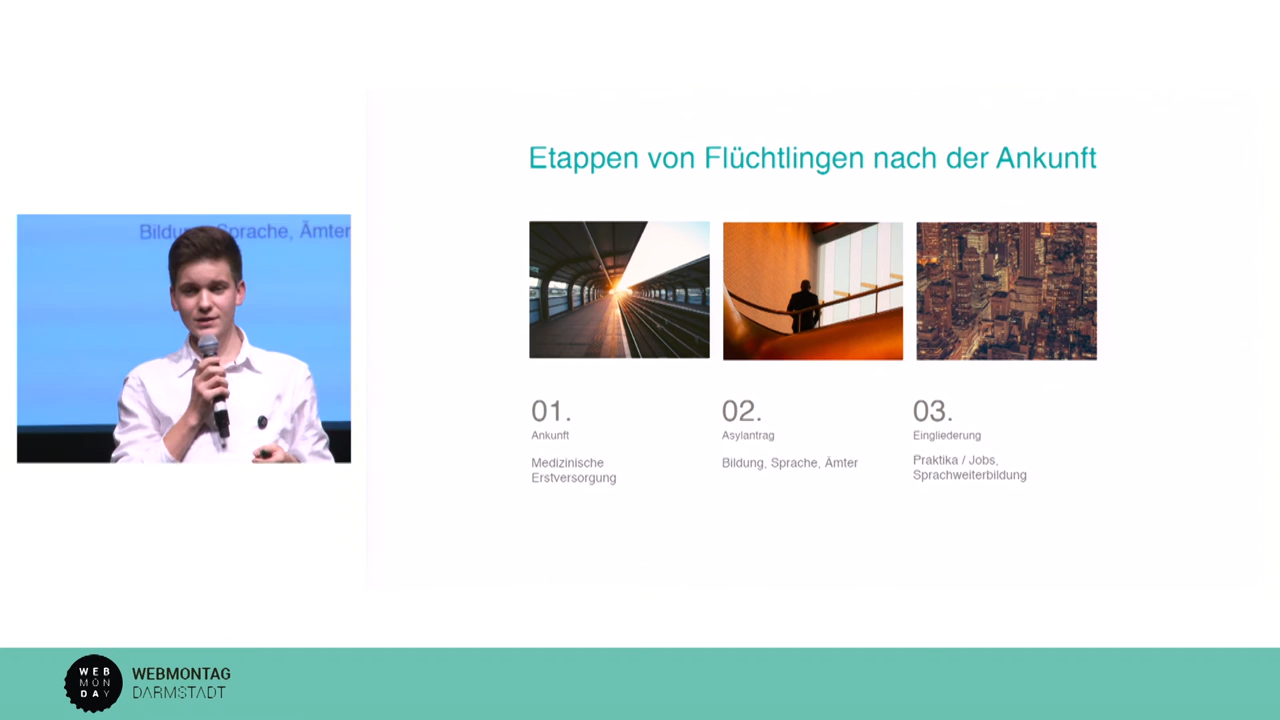 Etappen von Flüchtlingen nach der Ankunft
Bildung, Sprache, Ämter
01.
Ankunft
Medizinische
Erstversorgung
02.
Asylantrag
Bildung, Sprache, Ämter
03.
Eingliederung
Praktika / Jobs,
Sprachweiterbildung
WEB
MON
DAY
WEBMONTAG
DARMSTADT